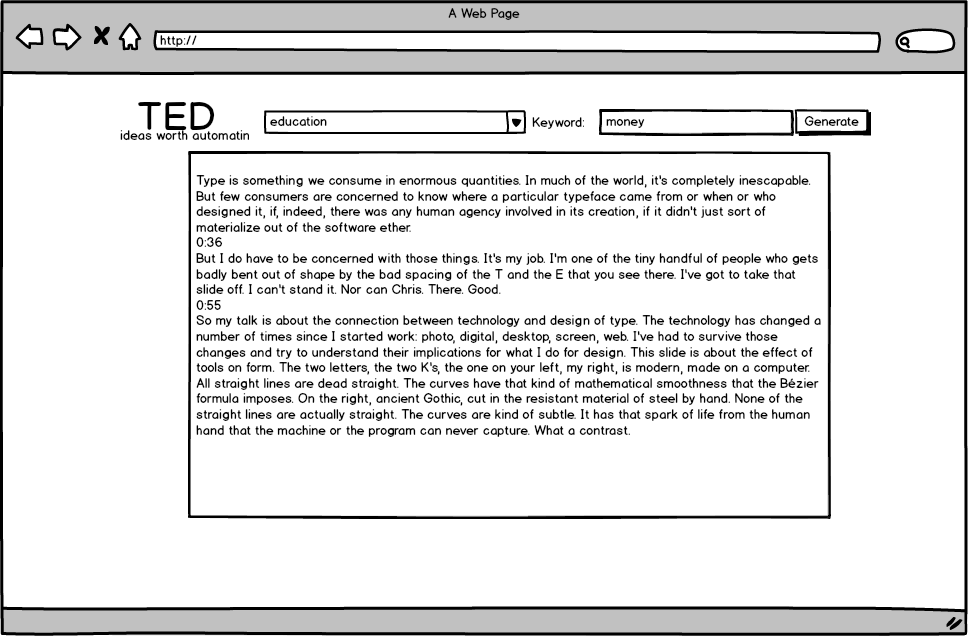 A Web Page
http://
TED
ideas worth automatin
education
Keyword:
money
Generate
Type is something we consume in enormous quantities. In much of the world, it's completely inescapable.
But few consumers are concerned to know where a particular typeface came from or when or who
designed it, if, indeed, there was any human agency involved in its creation, if it didn't just sort of
materialize out of the software ether.
0:36
But I do have to be concerned with those things. It's my job. I'm one of the tiny handful of people who gets
badly bent out of shape by the bad spacing of the T and the E that you see there. I've got to take that
slide off. I can't stand it. Nor can Chris. There. Good.
0:55
So my talk is about the connection between technology and design of type. The technology has changed a
number of times since I started work: photo, digital, desktop, screen, web. I've had to survive those
changes and try to understand their implications for what I do for design. This slide is about the effect of
tools on form. The two letters, the two K's, the one on your left, my right, is modern, made on a computer.
All straight lines are dead straight. The curves have that kind of mathematical smoothness that the Bézier
formula imposes. On the right, ancient Gothic, cut in the resistant material of steel by hand. None of the
straight lines are actually straight. The curves are kind of subtle. It has that spark of life from the human
hand that the machine or the program can never capture. What a contrast.